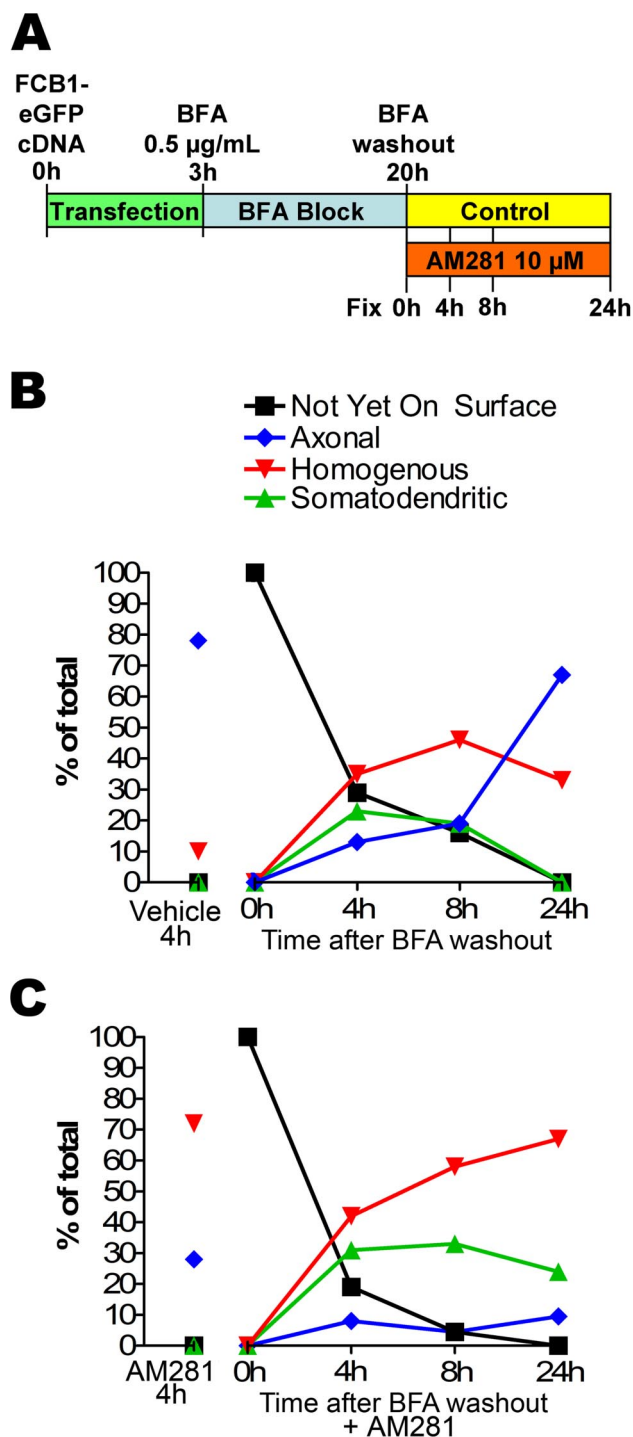 A
FCB1-
eGFP
cDNA
0h
BFA
0.5 µg/mL
3h
BFA
washout
20h
Transfection
BFA Block
Control
AM281 10 µM
Fix 0h 4h 8h 24h
B
Not Yet On Surface
Axonal
Homogenous
Somatodendritic
% of total
100
90
80
70
60
50
40
30
20
10
0
Vehicle
4h
0h 4h 8h 24h
Time after BFA washout
C
% of total
100
90
80
70
60
50
40
30
20
10
0
AM281
4h
0h 4h 8h 24h
Time after BFA washout
+ AM281